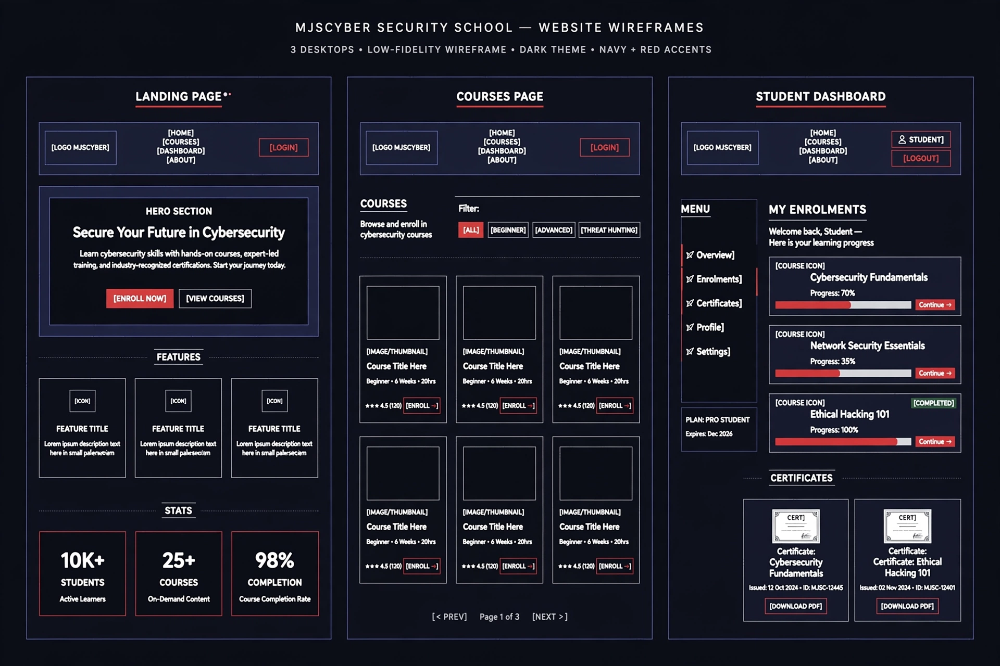 MJSCYBER SECURITY SCHOOL — WEBSITE WIREFRAMES
3 DESKTOPS • LOW-FIDELITY WIREFRAME • DARK THEME • NAVY + RED ACCENTS
LANDING PAGE
[LOGO MJSCYBER]
[HOME]
[COURSES]
[DASHBOARD]
[ABOUT]
[LOGIN]
HERO SECTION
Secure Your Future in Cybersecurity
Learn cybersecurity skills with hands-on courses, expert-led
training, and industry-recognized certifications. Start your journey today.
[ENROLL NOW] [VIEW COURSES]
FEATURES
[ICON]
FEATURE TITLE
Lorem ipsum description text
here in small
[ICON]
FEATURE TITLE
Lorem ipsum description text
here in small
[ICON]
FEATURE TITLE
Lorem ipsum description text
here in small
STATS
10K+
STUDENTS
Active Learners
25+
COURSES
On-Demand Content
98%
COMPLETION
Course Completion Rate
COURSES PAGE
[LOGO MJSCYBER]
[HOME]
[COURSES]
[DASHBOARD]
[ABOUT]
[LOGIN]
COURSES
Browse and enroll in
cybersecurity courses
Filter:
[ALL] [BEGINNER] [ADVANCED] [THREAT HUNTING]
[IMAGE/THUMBNAIL]
Course Title Here
Beginner • 6 Weeks • 20hrs
★★★ 4.5 (120) [ENROLL →]
[IMAGE/THUMBNAIL]
Course Title Here
Beginner • 6 Weeks • 20hrs
★★★ 4.5 (120) [ENROLL →]
[IMAGE/THUMBNAIL]
Course Title Here
Beginner • 6 Weeks • 20hrs
★★★ 4.5 (120) [ENROLL →]
[IMAGE/THUMBNAIL]
Course Title Here
Beginner • 6 Weeks • 20hrs
★★★ 4.5 (120) [ENROLL →]
[IMAGE/THUMBNAIL]
Course Title Here
Beginner • 6 Weeks • 20hrs
★★★ 4.5 (120) [ENROLL →]
[IMAGE/THUMBNAIL]
Course Title Here
Beginner • 6 Weeks • 20hrs
★★★ 4.5 (120) [ENROLL →]
[< PREV] Page 1 of 3 [NEXT >]
STUDENT DASHBOARD
[LOGO MJSCYBER]
[HOME]
[COURSES]
[DASHBOARD]
[ABOUT]
STUDENT]
[LOGOUT]
MENU
Overview]
Enrolments]
Certificates]
Profile]
Settings]
PLAN: PRO STUDENT
Expires: Dec 2026
MY ENROLMENTS
Welcome back, Student —
Here is your learning progress
[COURSE ICON]
Cybersecurity Fundamentals
Progress: 70%
Continue →
[COURSE ICON]
Network Security Essentials
Progress: 35%
Continue →
[COURSE ICON] [COMPLETED]
Ethical Hacking 101
Progress: 100%
Continue →
CERTIFICATES
CERT]
Certificate:
Cybersecurity
Fundamentals
Issued: 12 Oct 2024 • ID: MJSC-12445
[DOWNLOAD PDF]
CERT]
Certificate:
Certificate: Ethical
Hacking 101
Issued: 02 Nov 2024 • ID: MJSC-12401
[DOWNLOAD PDF]